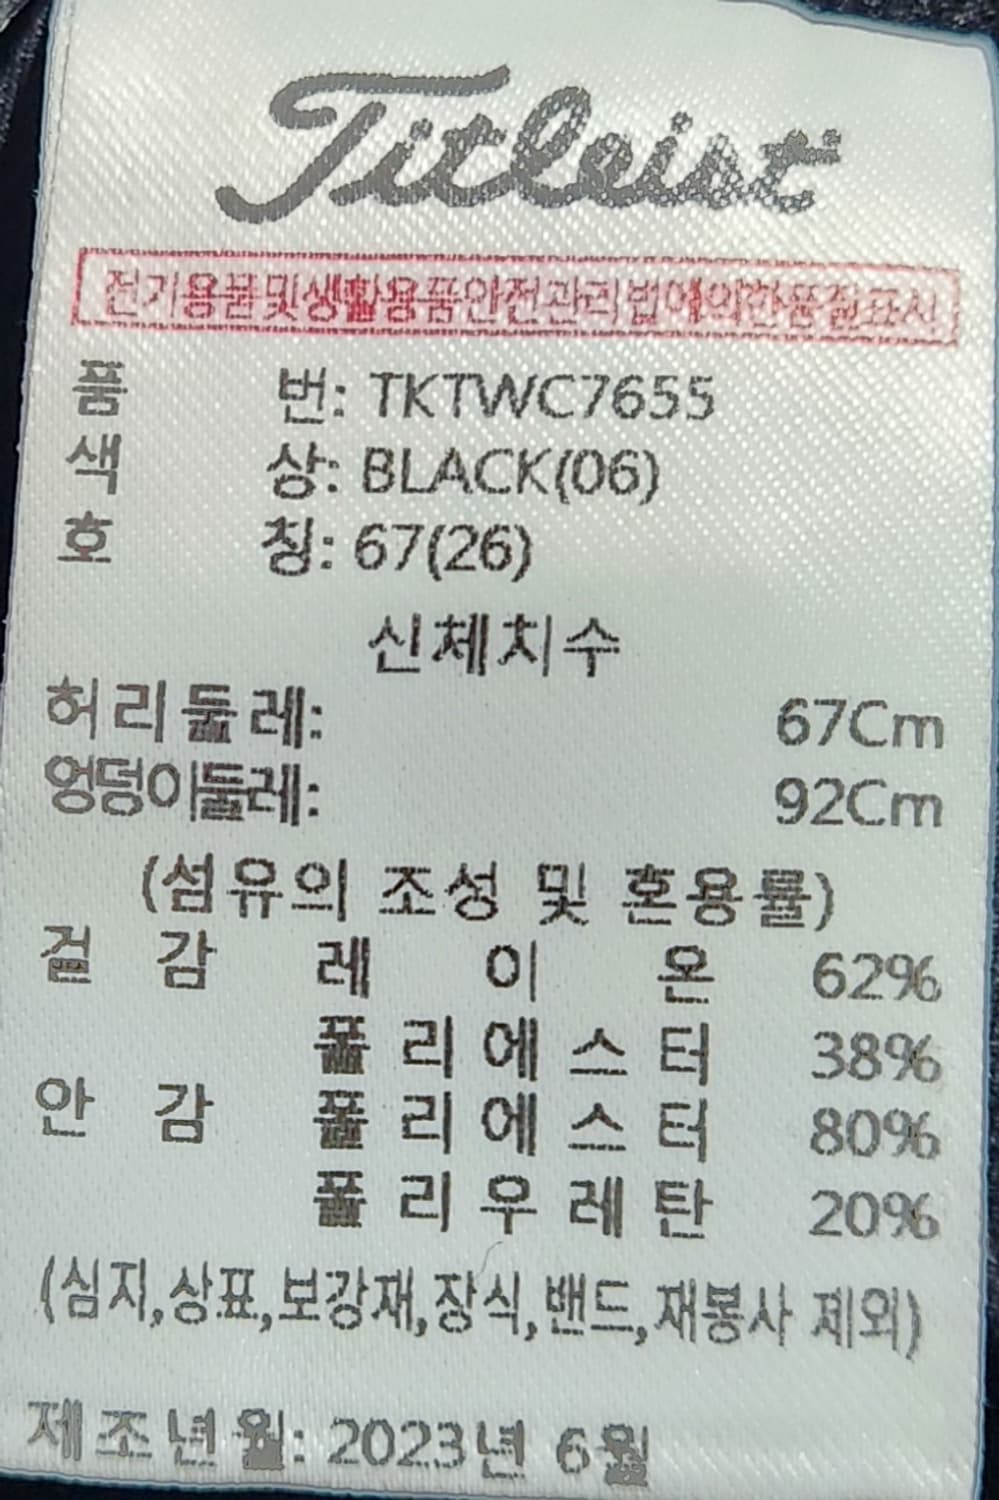 Titleist
전기용품및생활용품안전관리법에의한품질표시
품 번: TKTWC7655
색 상: BLACK(06)
호 칭: 67(26)
신체치수
허리둘레: 67Cm
엉덩이둘레: 92Cm
(섬유의 조성 및 혼용률)
겉감 레이온 62%
폴리에스터 38%
안감 폴리에스터 80%
폴리우레탄 20%
(심지,상표,보강재,장식,밴드,재봉사 제외)
제조년월: 2023년 6월